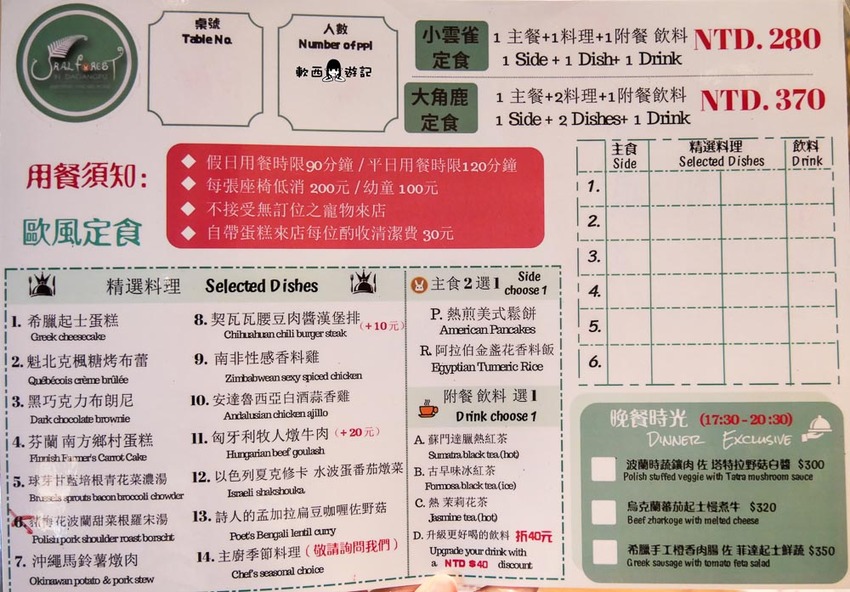 URAL FOREST
IN DAGANGPU
桌號
Table No.
人數
Number of ppl
軟西遊記
小雲雀
定食
1 主餐+1料理+1附餐 飲料
1 Side + 1 Dish+ 1 Drink
NTD. 280
大角鹿
定食
1 主餐+2料理+1附餐飲料
1 Side + 2 Dishes+ 1 Drink
NTD. 370
用餐須知:
◆ 假日用餐時限90分鐘 / 平日用餐時限120分鐘
◆ 每張座椅低消 200元 / 幼童 100元
◆ 不接受無訂位之寵物來店
◆ 自帶蛋糕來店每位酌收清潔費 30元
歐風定食
主食
Side
精選料理
Selected Dishes
飲料
Drink
1.
2.
3.
4.
5.
6.
精選料理 Selected Dishes
1. 希臘起士蛋糕
Greek cheesecake
2. 魁北克楓糖烤布蕾
Québécois crème brûlée
3. 黑巧克力布朗尼
Dark chocolate brownie
4. 芬蘭 南方鄉村蛋糕
Finnish Farmer's Carrot Cake
5. 球芽甘藍培根青花菜濃湯
Brussels sprouts bacon broccoli chowder
6. 豬梅花波蘭甜菜根羅宋湯
Polish pork shoulder roast borscht
7. 沖繩馬鈴薯燉肉
Okinawan potato & pork stew
8. 契瓦瓦腰豆肉醬漢堡排 (+10元)
Chihuahuan chili burger steak
9. 南非性感香料雞
Zimbabwean sexy spiced chicken
10. 安達魯西亞白酒蒜香雞
Andalusian chicken ajillo
11. 匈牙利牧人燉牛肉 (+20元)
Hungarian beef goulash
12. 以色列夏克修卡 水波蛋番茄燉菜
Israeli shakshouka
13. 詩人的孟加拉扁豆咖喱佐野菇
Poet's Bengali lentil curry
14. 主廚季節料理 (敬請詢問我們)
Chef's seasonal choice
主食 2 選 1 Side
choose 1
P. 熱煎美式鬆餅
American Pancakes
R. 阿拉伯金盞花香料飯
Egyptian Tumeric Rice
附餐 飲料 選 1
Drink choose 1
A. 蘇門達臘熱紅茶
Sumatra black tea (hot)
B. 古早味冰紅茶
Formosa black tea (ice)
C. 熱 茉莉花茶
Jasmine tea (hot)
D. 升級更好喝的飲料 折40元
Upgrade your drink with
a NTD $40 discount
晚餐時光 (17:30-20:30)
DINNER EXCLUSIVE
波蘭時蔬鑲肉 佐 塔特拉野菇白醬 $300
Polish stuffed veggie with Tatra mushroom sauce
烏克蘭蕃茄起士慢煮牛 $320
Beef zharkoye with melted cheese
希臘手工橙香肉腸 佐 菲達起士鮮蔬 $350
Greek sausage with tomato feta salad